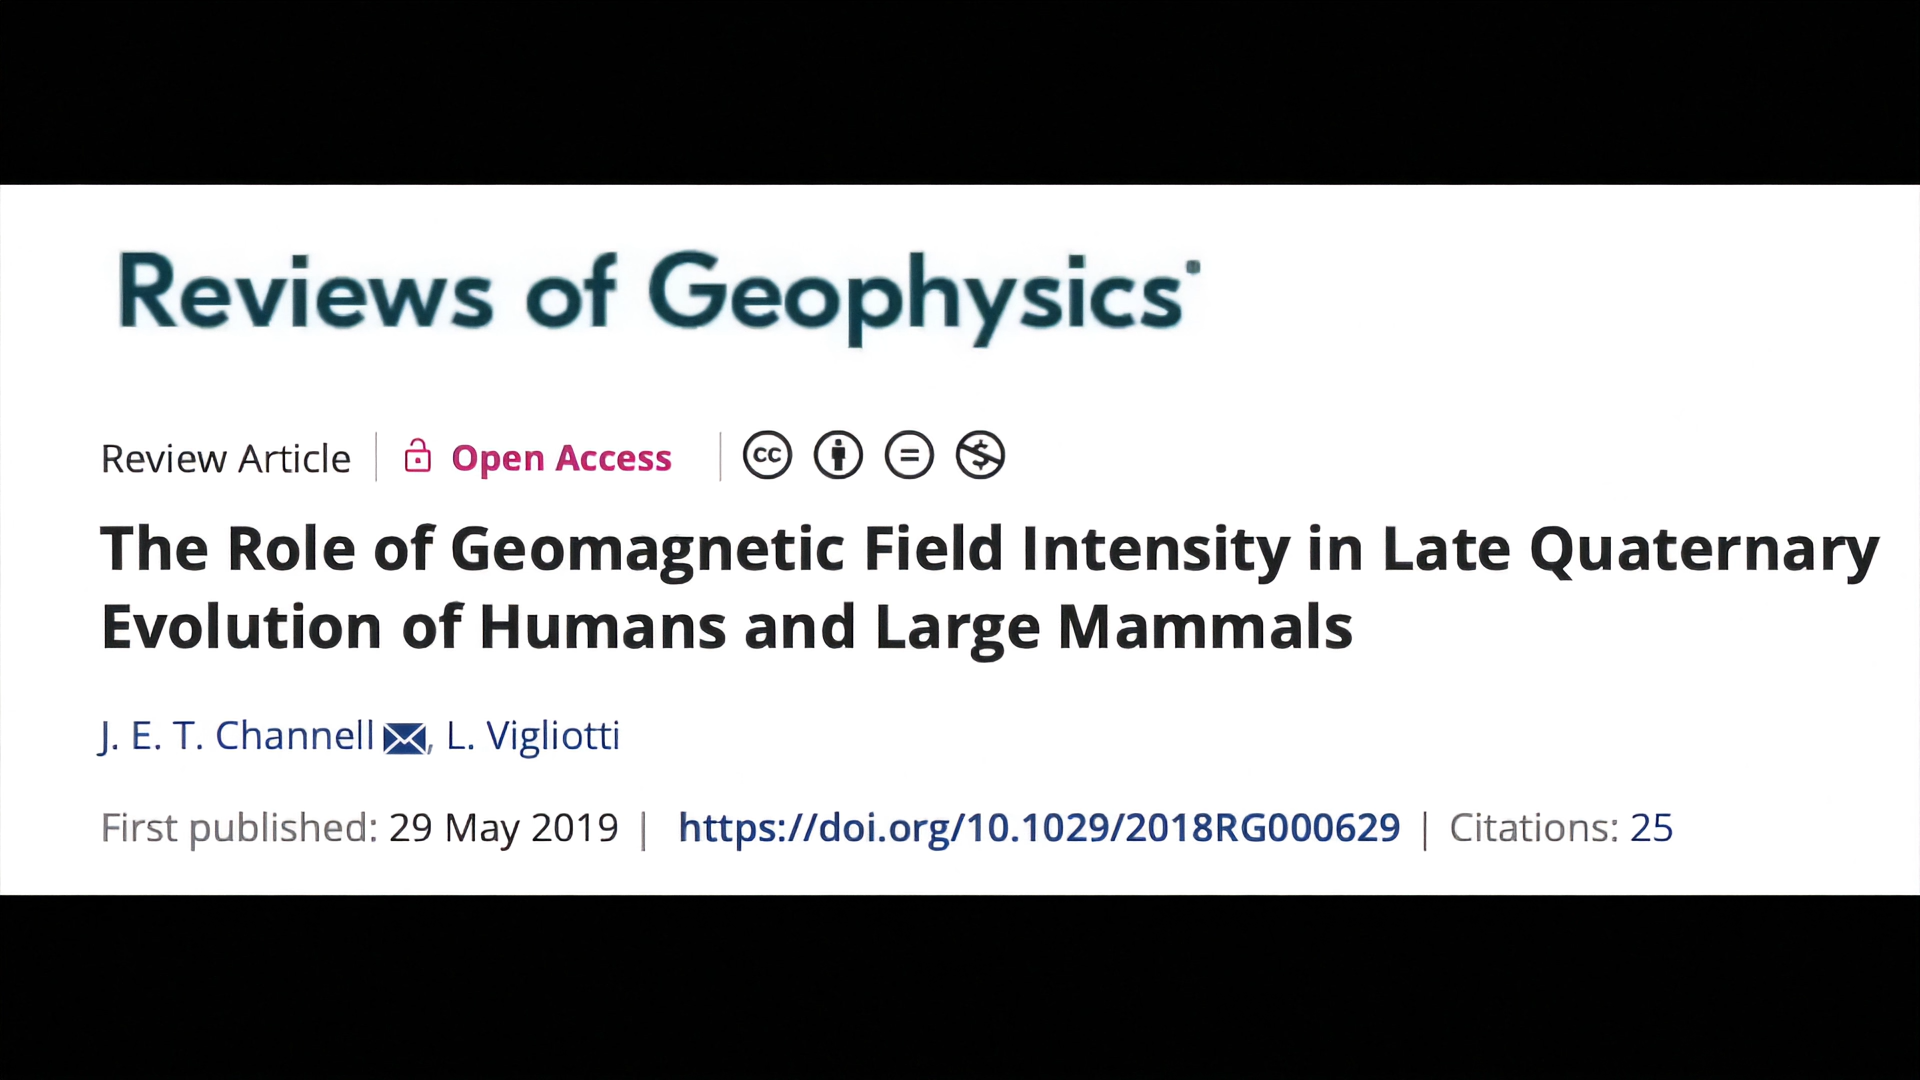 Reviews of Geophysics
Review Article | Open Access | cc
The Role of Geomagnetic Field Intensity in Late Quaternary
Evolution of Humans and Large Mammals
J. E. T. Channell, L. Vigliotti
First published: 29 May 2019 | https://doi.org/10.1029/2018RG000629 | Citations: 25